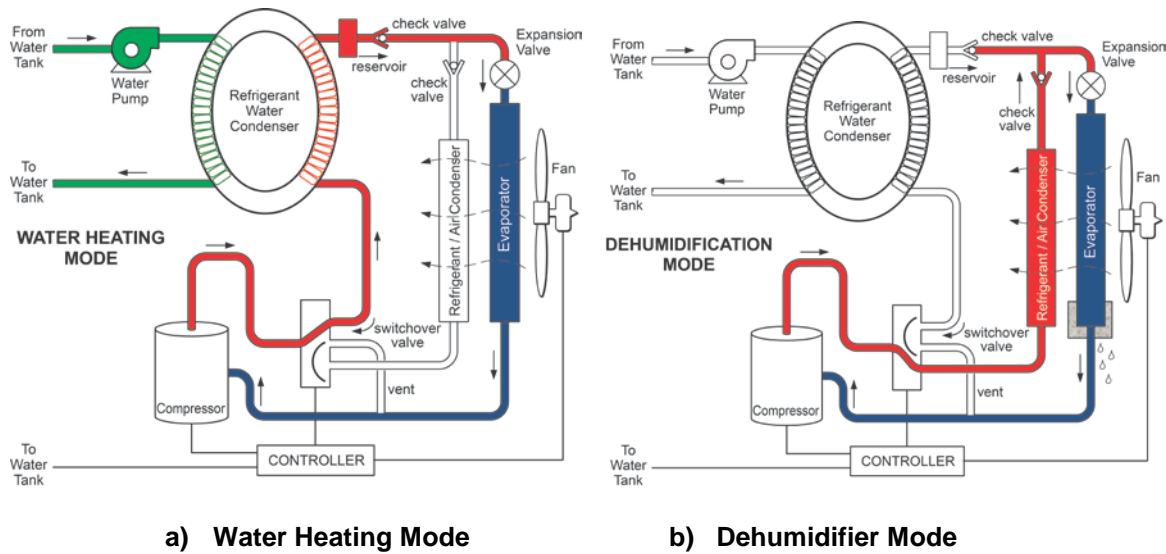 From
Water
Tank
Water
Pump
Refrigerant
Water
Condenser
check valve
reservoir
Expansion
Valve
check
valve
To
Water
Tank
WATER HEATING
MODE
Refrigerant / Air Condenser
Evaporator
Fan
switchover
valve
vent
Compressor
To
Water
Tank
CONTROLLER
a) Water Heating Mode
From
Water
Tank
Water
Pump
Refrigerant
Water
Condenser
check valve
reservoir
Expansion
Valve
check
valve
To
Water
Tank
DEHUMIDIFICATION
MODE
Refrigerant / Air Condenser
Evaporator
Fan
switchover
valve
vent
Compressor
To
Water
Tank
CONTROLLER
b) Dehumidifier Mode